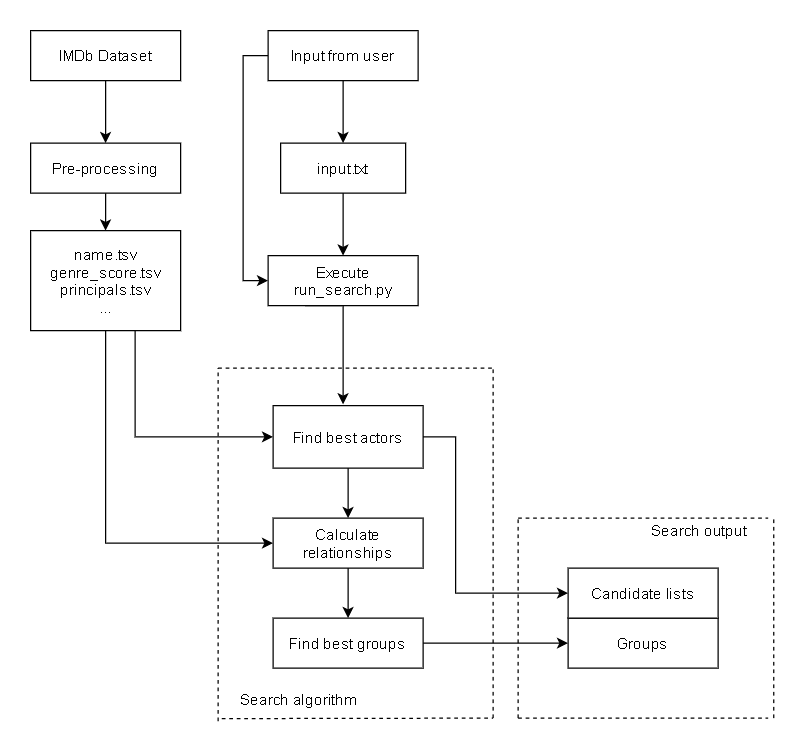 IMDb Dataset
Input from user
Pre-processing
input.txt
name.tsv
genre_score.tsv
principals.tsv
...
Execute
run_search.py
Find best actors
Calculate
relationships
Find best groups
Search algorithm
Search output
Candidate lists
Groups